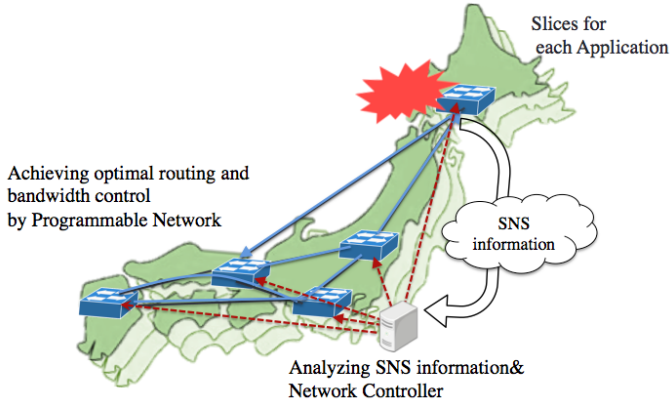 Slices for
each Application
Achieving optimal routing and
bandwidth control
by Programmable Network
SNS
information
Analyzing SNS information&
Network Controller